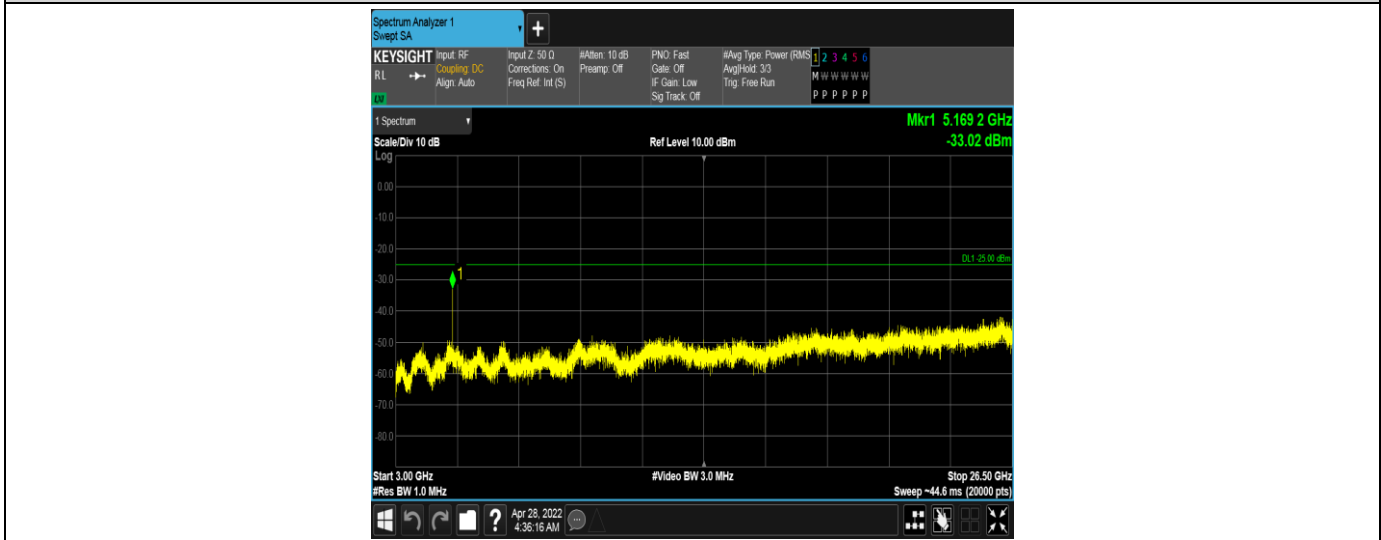 Spectrum Analyzer 1
Swept SA
+
KEYSIGHT
RL
Input: RF
Coupling: DC
Align: Auto
Input Z: 50 Ω
Corrections: On
Freq Ref: Int (S)
#Atten: 10 dB
Preamp: Off
PNO: Fast
Gate: Off
IF Gain: Low
Sig Track: Off
#Avg Type: Power (RMS
Avg|Hold: 3/3
Trig: Free Run
1 2 3 4 5 6
M W W W W W
P P P P P P
1 Spectrum
Mkr1 5.169 2 GHz
Scale/Div 10 dB
Ref Level 10.00 dBm
-33.02 dBm
Log
0.00
-10.0
-20.0
DL1 -25.00 dBm
1
-30.0
-40.0
-50.0
-60.0
-70.0
-80.0
Start 3.00 GHz
#Video BW 3.0 MHz
Stop 26.50 GHz
#Res BW 1.0 MHz
Sweep ~44.6 ms (20000 pts)
?
Apr 28, 2022
4:36:16 AM